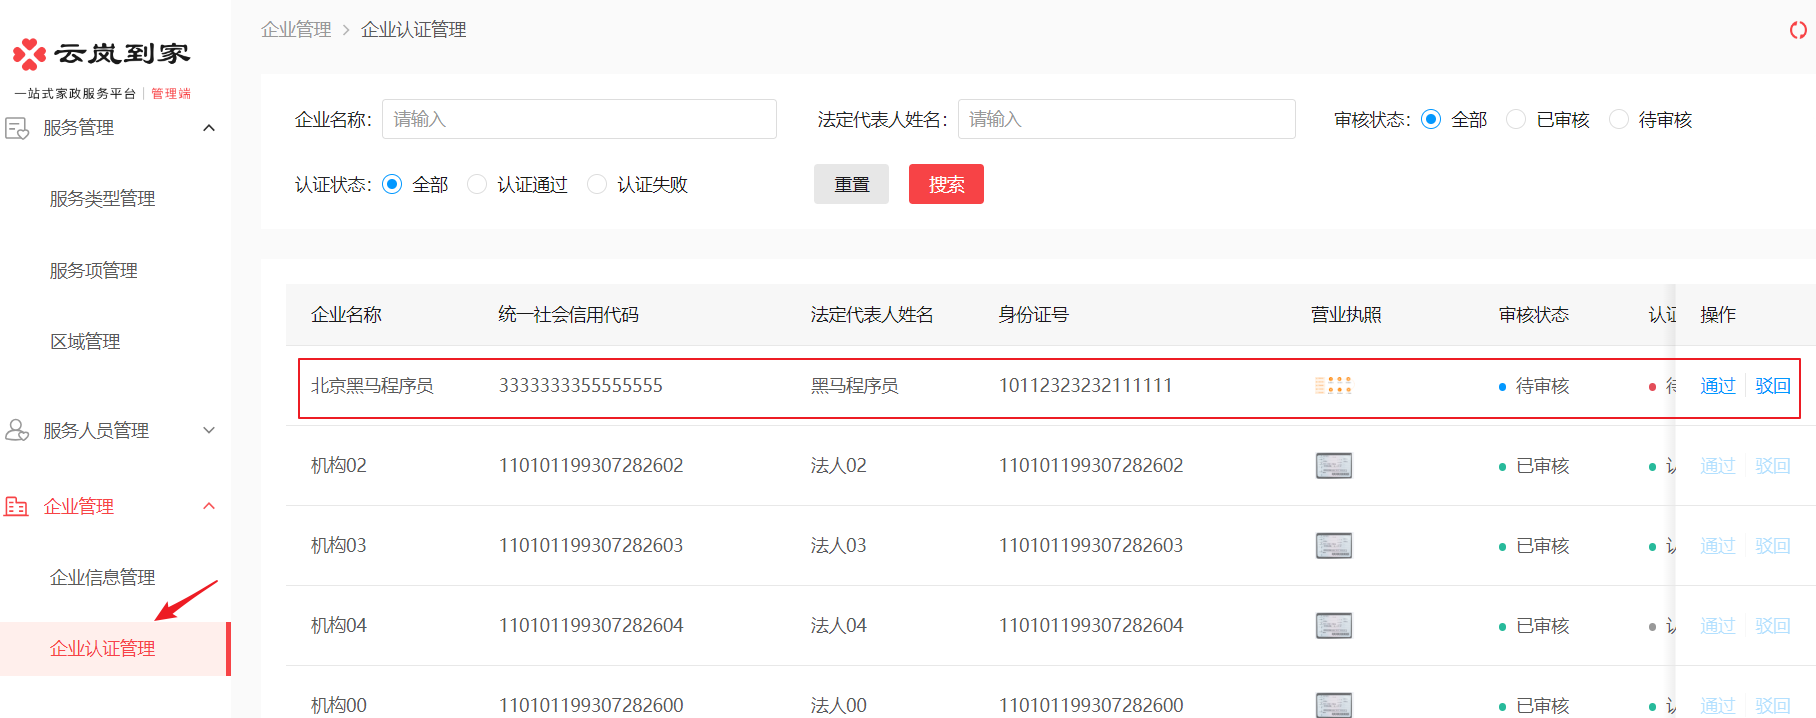 云岚到家
一站式家政服务平台 管理端
服务管理
服务类型管理
服务项管理
区域管理
服务人员管理
企业管理
企业信息管理
企业认证管理
企业管理 > 企业认证管理
企业名称: 请输入 法定代表人姓名: 请输入 审核状态: 全部 已审核 待审核
认证状态: 全部 认证通过 认证失败 重置 搜索
企业名称 统一社会信用代码 法定代表人姓名 身份证号 营业执照 审核状态 认证 操作
北京黑马程序员 3333333355555555 黑马程序员 10112323232111111 待审核 待 通过 驳回
机构02 110101199307282602 法人02 110101199307282602 已审核 认 通过 驳回
机构03 110101199307282603 法人03 110101199307282603 已审核 认 通过 驳回
机构04 110101199307282604 法人04 110101199307282604 已审核 认 通过 驳回
机构00 110101199307282600 法人00 110101199307282600 已审核 认 通过 驳回